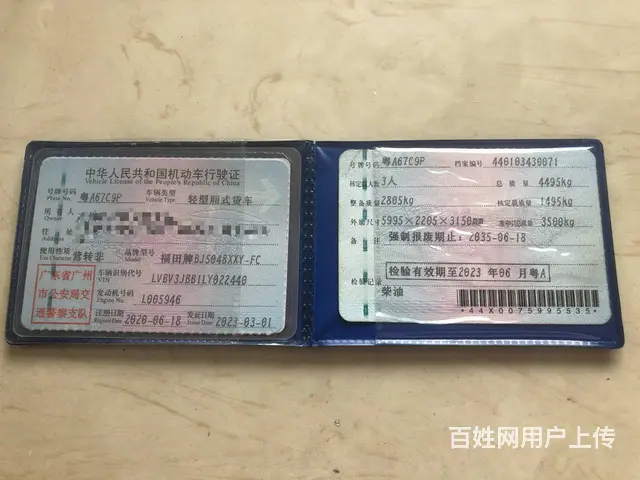 中华人民共和国机动车行驶证
Vehicle License of the People's Republic of China
号牌号码 粤A67C9P 车辆类型 轻型厢式货车
Plate No. Vehicle Type
所有人
Owner
住址
Address
使用性质 营转非 品牌型号 福田牌BJ5048XXY-FC
Use Character Model
车辆识别代号 LVBV3JBB1LY022440
VIN
发动机号码 L005946
Engine No.
注册日期 2020-06-18 发证日期 2023-03-01
Register Date Issue Date
广东省广州
市公安局交
通警察支队
号牌号码 粤A67C9P 档案编号 440103430071
核定载人数 3人 总质量 4495kg
整备质量 2805kg 核定载质量 1495kg
外廓尺寸 5995×2205×3150mm 准牵引总质量 3500kg
备注 强制报废期止:2035-06-18
检验有效期至2023年06月粤A
检验记录
柴油
*44X0075995535*
百姓网用户上传